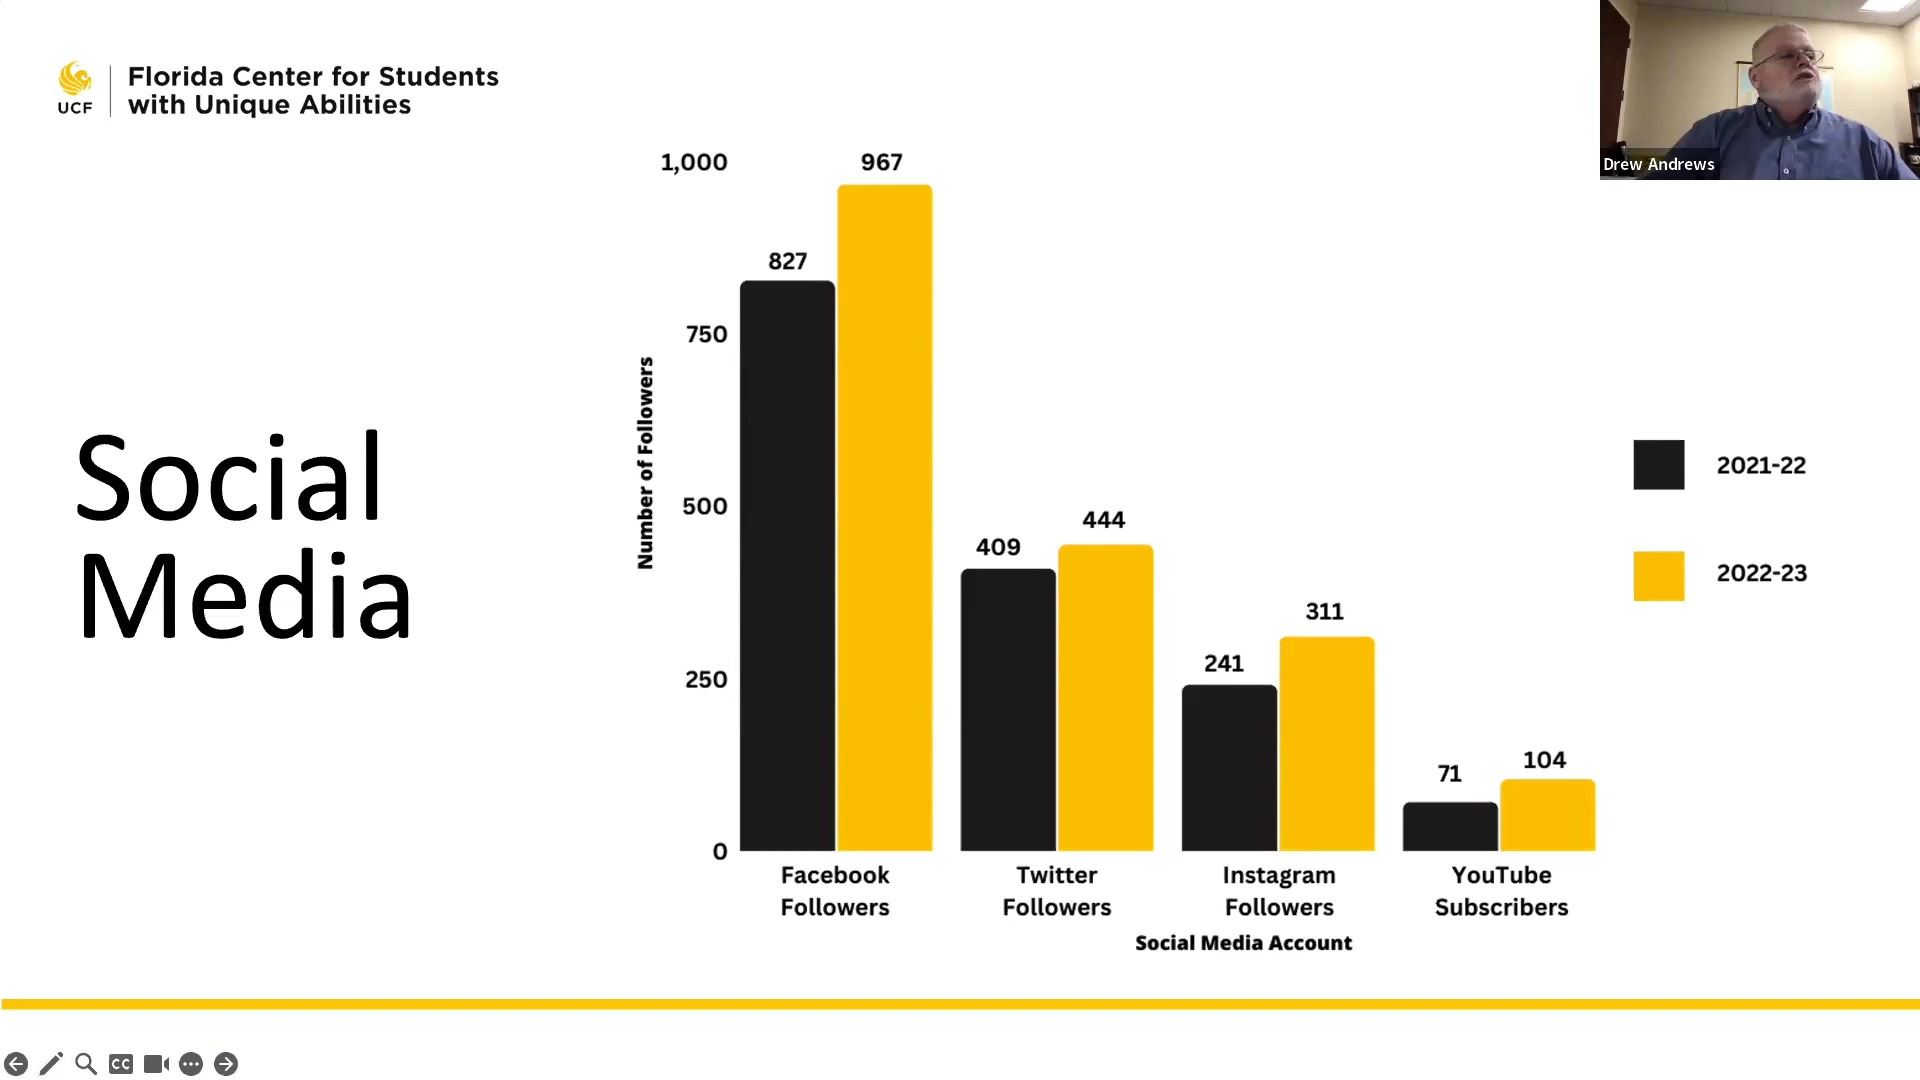 UCF
Florida Center for Students
with Unique Abilities
Drew Andrews
Social
Media
Number of Followers
1,000
750
500
250
0
827
967
409
444
241
311
71
104
Facebook
Followers
Twitter
Followers
Instagram
Followers
YouTube
Subscribers
Social Media Account
2021-22
2022-23
CC